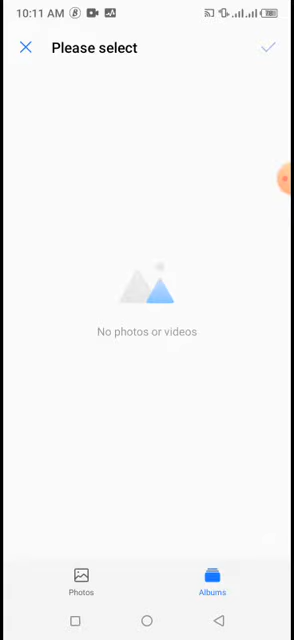 10:11 AM
Please select
No photos or videos
Photos
Albums